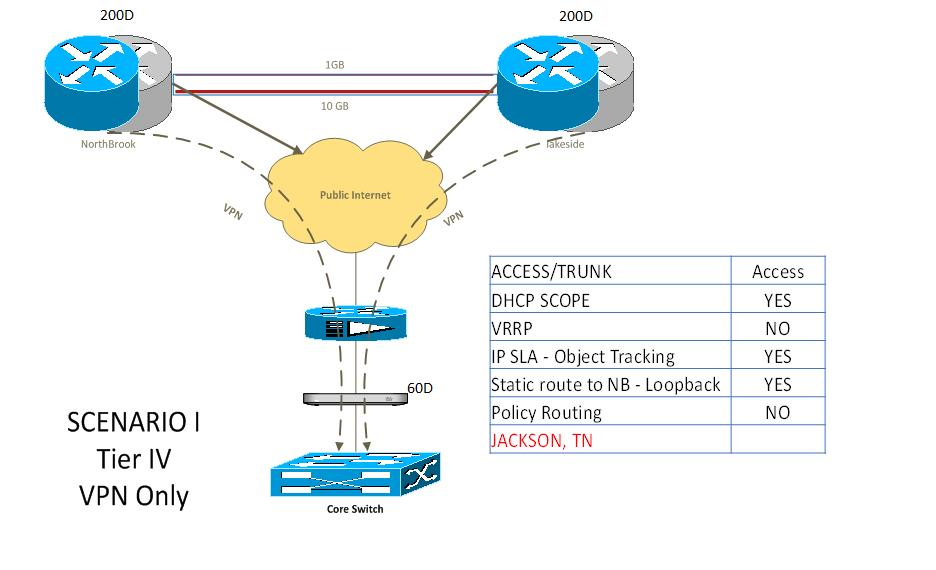 200D
200D
1GB
10 GB
NorthBrook
lakeside
Public Internet
VPN
VPN
ACCESS/TRUNK Access
DHCP SCOPE YES
VRRP NO
IP SLA - Object Tracking YES
Static route to NB - Loopback YES
Policy Routing NO
JACKSON, TN
60D
SCENARIO I
Tier IV
VPN Only
Core Switch